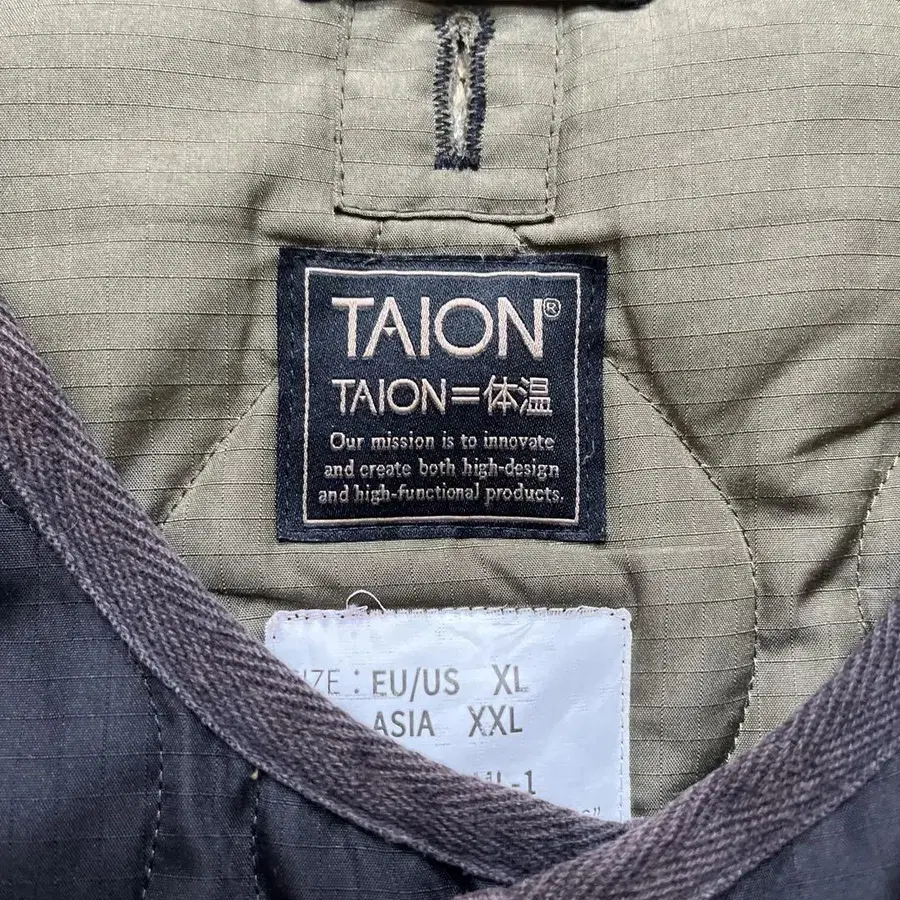 TAION®
TAION=体温
Our mission is to innovate
and create both high-design
and high-functional products.
: EU/US XL
ASIA XXL
-1